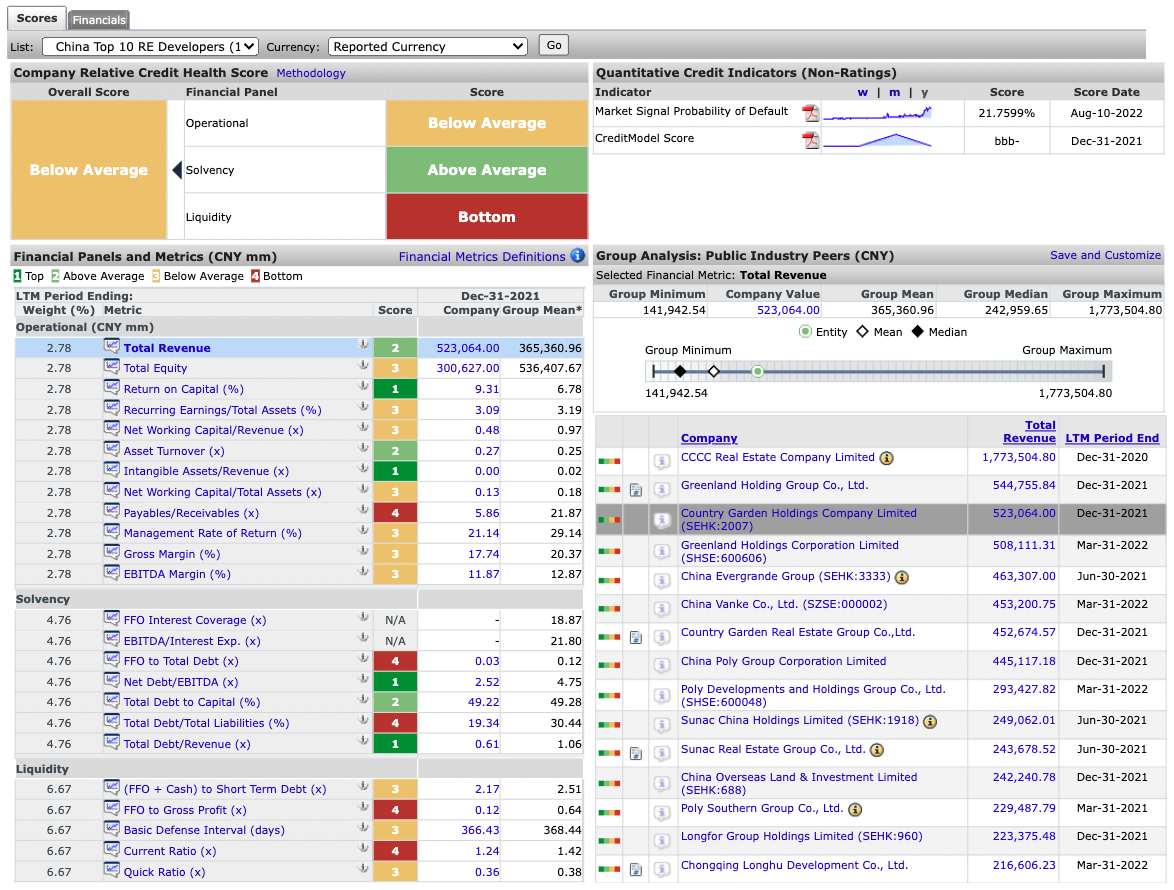 Scores Financials
List: China Top 10 RE Developers (1 Currency: Reported Currency Go
Company Relative Credit Health Score Methodology
Overall Score Financial Panel Score
Below Average
Operational Below Average
Solvency Above Average
Liquidity Bottom
Quantitative Credit Indicators (Non-Ratings)
Indicator w | m | y Score Score Date
Market Signal Probability of Default 21.7599% Aug-10-2022
CreditModel Score bbb- Dec-31-2021
Financial Panels and Metrics (CNY mm) Financial Metrics Definitions i
1 Top 2 Above Average 3 Below Average 4 Bottom
LTM Period Ending: Dec-31-2021
Weight (%) Metric Score Company Group Mean*
Operational (CNY mm)
2.78 Total Revenue 2 523,064.00 365,360.96
2.78 Total Equity 3 300,627.00 536,407.67
2.78 Return on Capital (%) 1 9.31 6.78
2.78 Recurring Earnings/Total Assets (%) 3 3.09 3.19
2.78 Net Working Capital/Revenue (x) 3 0.48 0.97
2.78 Asset Turnover (x) 2 0.27 0.25
2.78 Intangible Assets/Revenue (x) 1 0.00 0.02
2.78 Net Working Capital/Total Assets (x) 3 0.13 0.18
2.78 Payables/Receivables (x) 4 5.86 21.87
2.78 Management Rate of Return (%) 3 21.14 29.14
2.78 Gross Margin (%) 3 17.74 20.37
2.78 EBITDA Margin (%) 3 11.87 12.87
Solvency
4.76 FFO Interest Coverage (x) N/A - 18.87
4.76 EBITDA/Interest Exp. (x) N/A - 21.80
4.76 FFO to Total Debt (x) 4 0.03 0.12
4.76 Net Debt/EBITDA (x) 1 2.52 4.75
4.76 Total Debt to Capital (%) 2 49.22 49.28
4.76 Total Debt/Total Liabilities (%) 4 19.34 30.44
4.76 Total Debt/Revenue (x) 1 0.61 1.06
Liquidity
6.67 (FFO + Cash) to Short Term Debt (x) 3 2.17 2.51
6.67 FFO to Gross Profit (x) 4 0.12 0.64
6.67 Basic Defense Interval (days) 3 366.43 368.44
6.67 Current Ratio (x) 4 1.24 1.42
6.67 Quick Ratio (x) 3 0.36 0.38
Group Analysis: Public Industry Peers (CNY) Save and Customize
Selected Financial Metric: Total Revenue
Group Minimum Company Value Group Mean Group Median Group Maximum
141,942.54 523,064.00 365,360.96 242,959.65 1,773,504.80
Entity Mean Median
Group Minimum Group Maximum
141,942.54 1,773,504.80
Total
Company Revenue LTM Period End
CCCC Real Estate Company Limited i 1,773,504.80 Dec-31-2020
Greenland Holding Group Co., Ltd. 544,755.84 Dec-31-2021
Country Garden Holdings Company Limited 523,064.00 Dec-31-2021
(SEHK:2007)
Greenland Holdings Corporation Limited 508,111.31 Mar-31-2022
(SHSE:600606)
China Evergrande Group (SEHK:3333) i 463,307.00 Jun-30-2021
China Vanke Co., Ltd. (SZSE:000002) 453,200.75 Mar-31-2022
Country Garden Real Estate Group Co.,Ltd. 452,674.57 Dec-31-2021
China Poly Group Corporation Limited 445,117.18 Dec-31-2021
Poly Developments and Holdings Group Co., Ltd. 293,427.82 Mar-31-2022
(SHSE:600048)
Sunac China Holdings Limited (SEHK:1918) i 249,062.01 Jun-30-2021
Sunac Real Estate Group Co., Ltd. i 243,678.52 Jun-30-2021
China Overseas Land & Investment Limited 242,240.78 Dec-31-2021
(SEHK:688)
Poly Southern Group Co., Ltd. i 229,487.79 Mar-31-2022
Longfor Group Holdings Limited (SEHK:960) 223,375.48 Dec-31-2021
Chongqing Longhu Development Co., Ltd. 216,606.23 Mar-31-2022